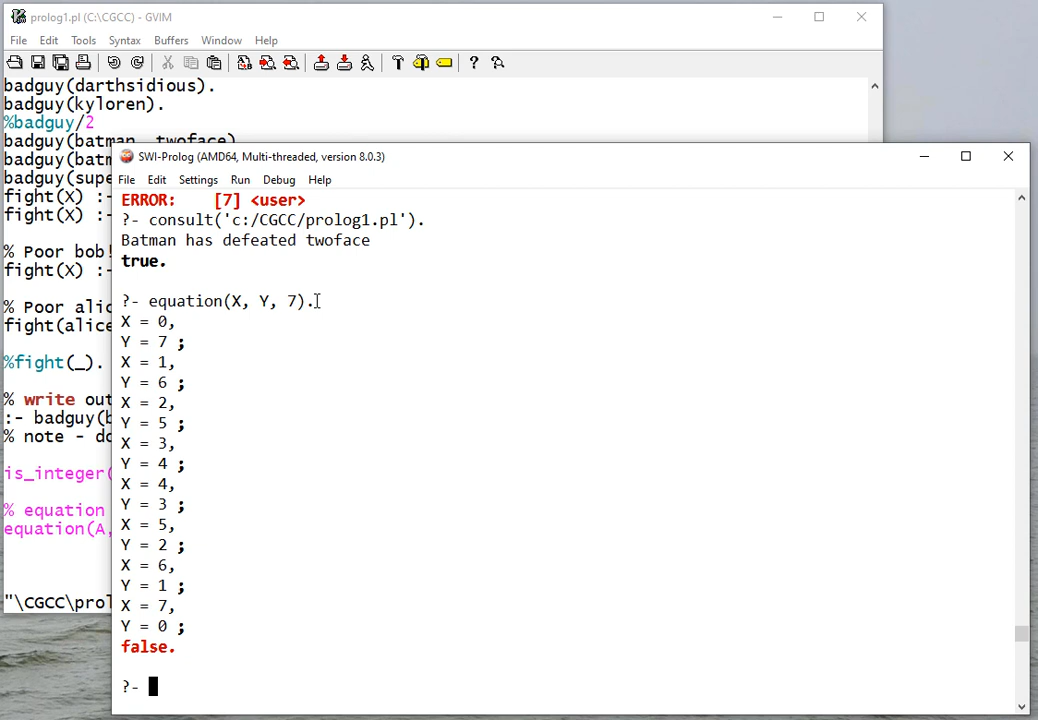 prolog1.pl (C:\CGCC) - GVIM
File Edit Tools Syntax Buffers Window Help
badguy(darthsidious).
badguy(kyloren).
%badguy/2
badguy(batman, twoface)
badguy(batm
badguy(supe
fight(X) :-
fight(X) :-
% Poor bob!
fight(X) :-
% Poor alic
fight(alice
%fight(_).
% write out
:- badguy(b
% note - do
is_integer(
% equation
equation(A,
"\CGCC\prol
SWI-Prolog (AMD64, Multi-threaded, version 8.0.3)
File Edit Settings Run Debug Help
ERROR: [7] <user>
?- consult('c:/CGCC/prolog1.pl').
Batman has defeated twoface
true.
?- equation(X, Y, 7).
X = 0,
Y = 7 ;
X = 1,
Y = 6 ;
X = 2,
Y = 5 ;
X = 3,
Y = 4 ;
X = 4,
Y = 3 ;
X = 5,
Y = 2 ;
X = 6,
Y = 1 ;
X = 7,
Y = 0 ;
false.
?-